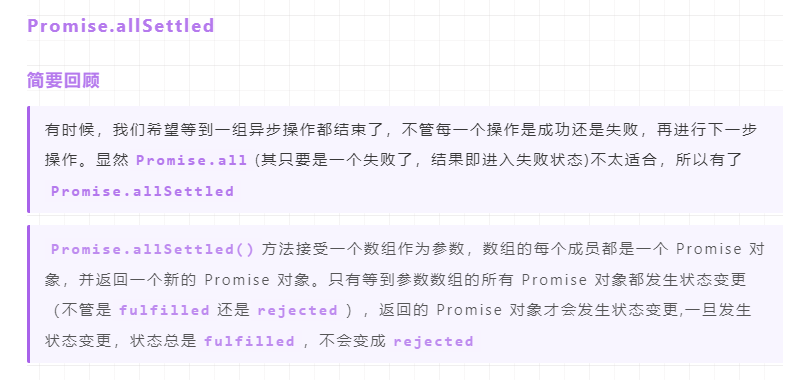 Promise.allSettled
简要回顾
有时候，我们希望等到一组异步操作都结束了，不管每一个操作是成功还是失败，再进行下一步
操作。显然 Promise.all (其只要是一个失败了，结果即进入失败状态)不太适合，所以有了
Promise.allSettled
Promise.allSettled() 方法接受一个数组作为参数，数组的每个成员都是一个 Promise 对
象，并返回一个新的 Promise 对象。只有等到参数数组的所有 Promise 对象都发生状态变更
（不管是 fulfilled 还是 rejected ），返回的 Promise 对象才会发生状态变更,一旦发生
状态变更，状态总是 fulfilled ，不会变成 rejected